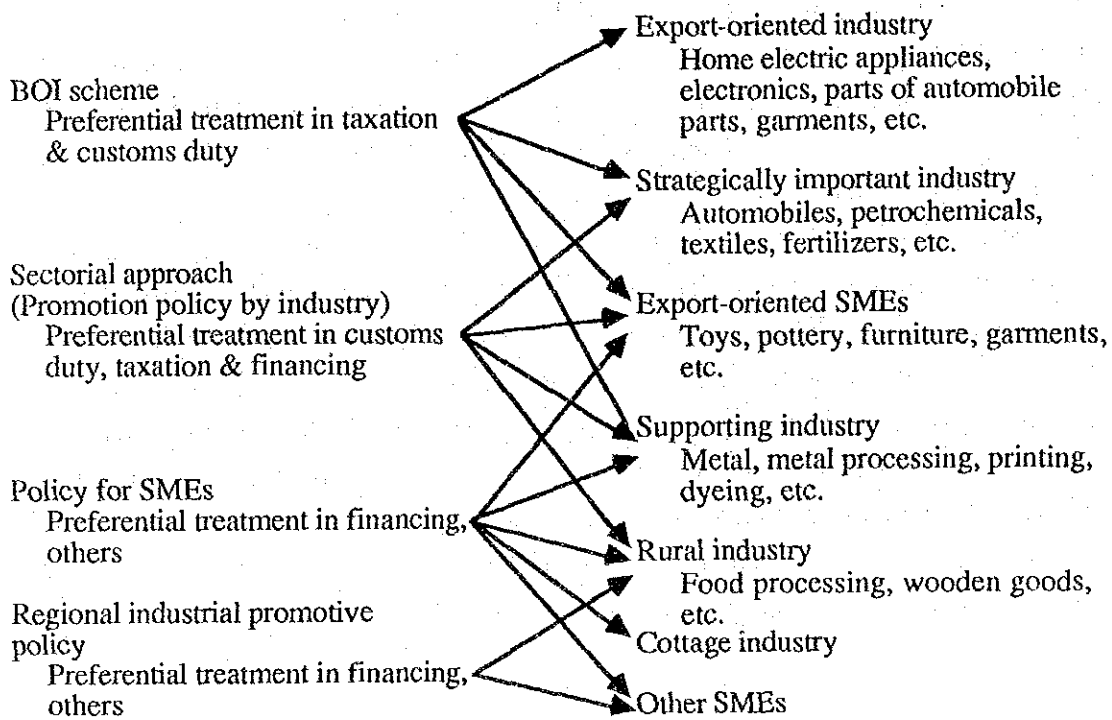 BOI scheme
Preferential treatment in taxation
& customs duty
Sectorial approach
(Promotion policy by industry)
Preferential treatment in customs
duty, taxation & financing
Policy for SMEs
Preferential treatment in financing,
others
Regional industrial promotive
policy
Preferential treatment in financing,
others
Export-oriented industry
Home electric appliances,
electronics, parts of automobile
parts, garments, etc.
Strategically important industry
Automobiles, petrochemicals,
textiles, fertilizers, etc.
Export-oriented SMEs
Toys, pottery, furniture, garments,
etc.
Supporting industry
Metal, metal processing, printing,
dyeing, etc.
Rural industry
Food processing, wooden goods,
etc.
Cottage industry
Other SMEs